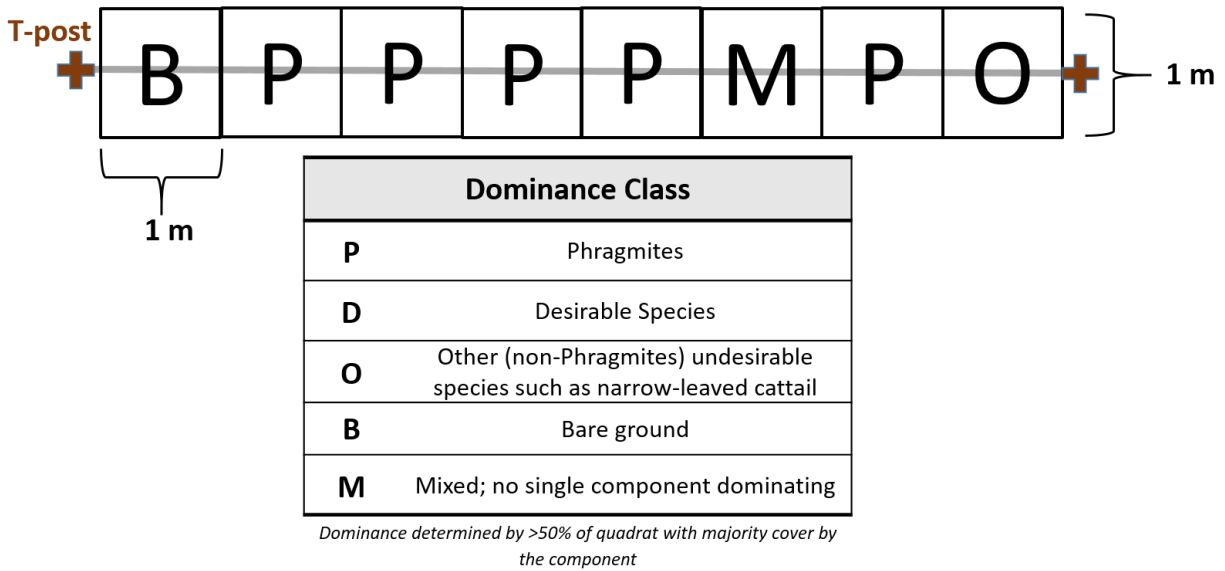 T-post
B P P P P M P O
1 m
1 m
Dominance Class
P Phragmites
D Desirable Species
O Other (non-Phragmites) undesirable
species such as narrow-leaved cattail
B Bare ground
M Mixed; no single component dominating
Dominance determined by >50% of quadrat with majority cover by
the component